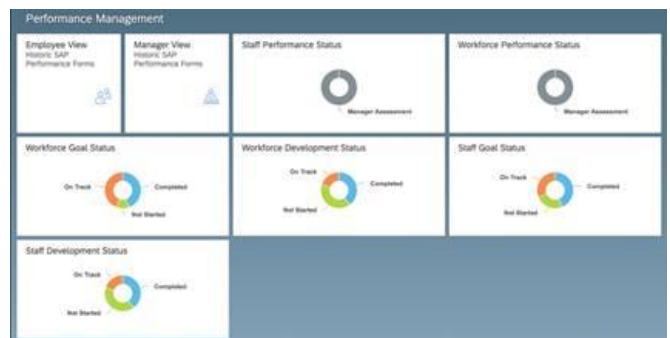 Performance Management
Employee View
Historic SAP
Performance Forms
Manager View
Historic SAP
Performance Forms
Staff Performance Status
Manager Assessment
Workforce Performance Status
Manager Assessment
Workforce Goal Status
On Track
Completed
Not Started
Workforce Development Status
On Track
Completed
Not Started
Staff Goal Status
On Track
Completed
Not Started
Staff Development Status
On Track
Completed
Not Started